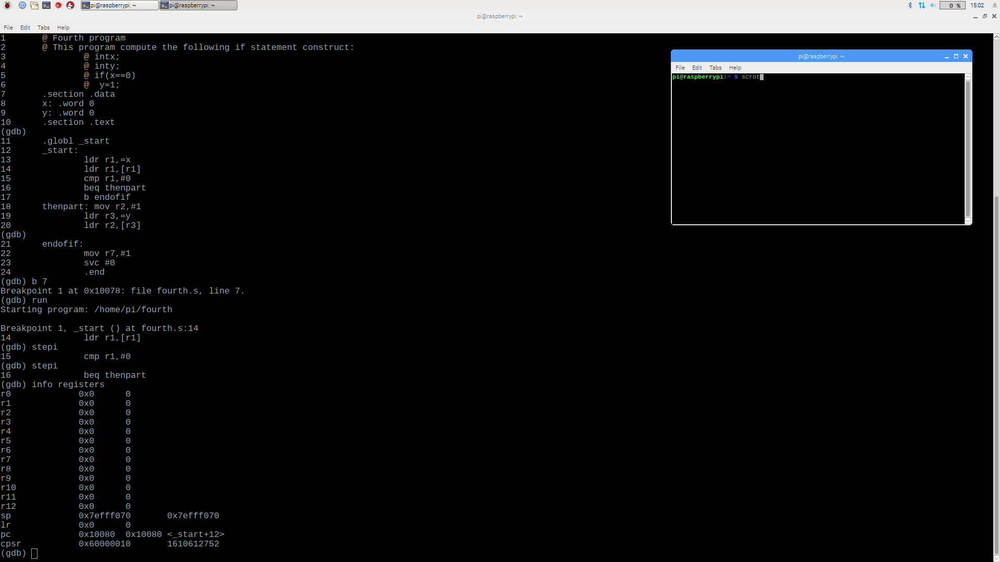 pi@raspberrypi: ~ pi@raspberrypi: ~ 0 % 15:02
pi@raspberrypi: ~
File Edit Tabs Help
1 @ Fourth program
2 @ This program compute the following if statement construct:
3 @ intx;
4 @ inty;
5 @ if(x==0)
6 @  y=1;
7 .section .data
8 x: .word 0
9 y: .word 0
10 .section .text
(gdb)
11 .globl _start
12 _start:
13 ldr r1,=x
14 ldr r1,[r1]
15 cmp r1,#0
16 beq thenpart
17 b endofif
18 thenpart: mov r2,#1
19 ldr r3,=y
20 ldr r2,[r3]
(gdb)
21 endofif:
22 mov r7,#1
23 svc #0
24 .end
(gdb) b 7
Breakpoint 1 at 0x10078: file fourth.s, line 7.
(gdb) run
Starting program: /home/pi/fourth
Breakpoint 1, _start () at fourth.s:14
14 ldr r1,[r1]
(gdb) stepi
15 cmp r1,#0
(gdb) stepi
16 beq thenpart
(gdb) info registers
r0 0x0 0
r1 0x0 0
r2 0x0 0
r3 0x0 0
r4 0x0 0
r5 0x0 0
r6 0x0 0
r7 0x0 0
r8 0x0 0
r9 0x0 0
r10 0x0 0
r11 0x0 0
r12 0x0 0
sp 0x7efff070 0x7efff070
lr 0x0 0
pc 0x10080 0x10080 <_start+12>
cpsr 0x60000010 1610612752
(gdb)
pi@raspberrypi: ~
File Edit Tabs Help
pi@raspberrypi:~ $ scrot